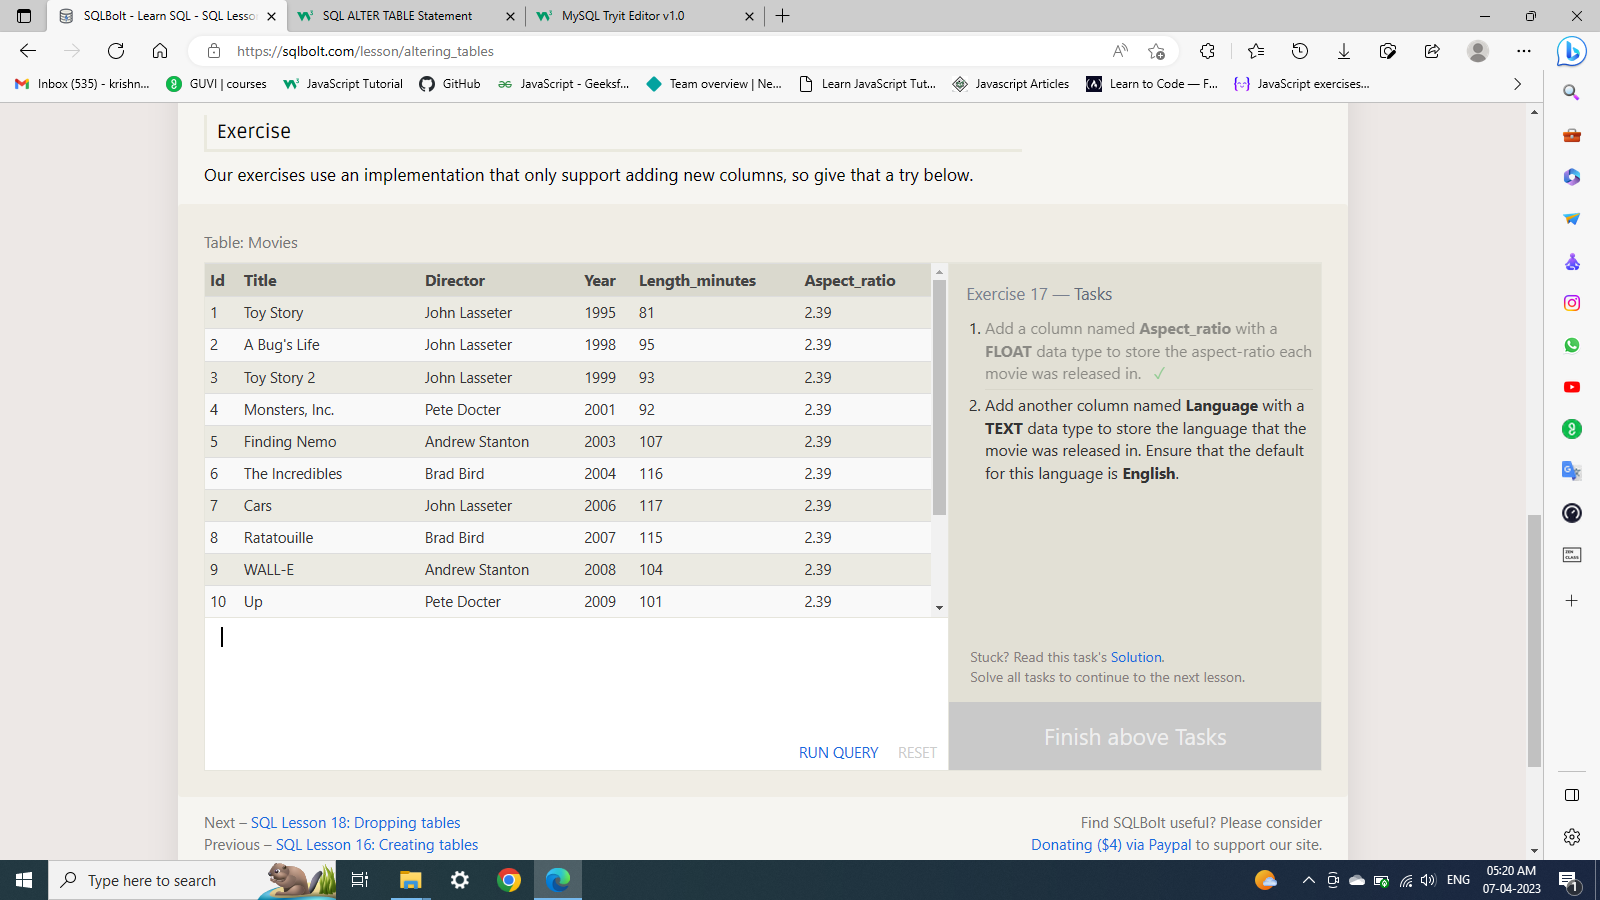 SQLBolt - Learn SQL - SQL Lesso
SQL ALTER TABLE Statement
MySQL Tryit Editor v1.0
https://sqlbolt.com/lesson/altering_tables
Inbox (535) - krishn...
GUVI | courses
JavaScript Tutorial
GitHub
JavaScript - Geeksf...
Team overview | Ne...
Learn JavaScript Tut...
Javascript Articles
Learn to Code — F...
JavaScript exercises...
Exercise
Our exercises use an implementation that only support adding new columns, so give that a try below.
Table: Movies
Id Title Director Year Length_minutes Aspect_ratio
1 Toy Story John Lasseter 1995 81 2.39
2 A Bug's Life John Lasseter 1998 95 2.39
3 Toy Story 2 John Lasseter 1999 93 2.39
4 Monsters, Inc. Pete Docter 2001 92 2.39
5 Finding Nemo Andrew Stanton 2003 107 2.39
6 The Incredibles Brad Bird 2004 116 2.39
7 Cars John Lasseter 2006 117 2.39
8 Ratatouille Brad Bird 2007 115 2.39
9 WALL-E Andrew Stanton 2008 104 2.39
10 Up Pete Docter 2009 101 2.39
RUN QUERY RESET
Exercise 17 — Tasks
1. Add a column named Aspect_ratio with a
FLOAT data type to store the aspect-ratio each
movie was released in. ✓
2. Add another column named Language with a
TEXT data type to store the language that the
movie was released in. Ensure that the default
for this language is English.
Stuck? Read this task's Solution.
Solve all tasks to continue to the next lesson.
Finish above Tasks
Next – SQL Lesson 18: Dropping tables
Previous – SQL Lesson 16: Creating tables
Find SQLBolt useful? Please consider
Donating ($4) via Paypal to support our site.
ZEN
CLASS
Type here to search
ENG
05:20 AM
07-04-2023
1